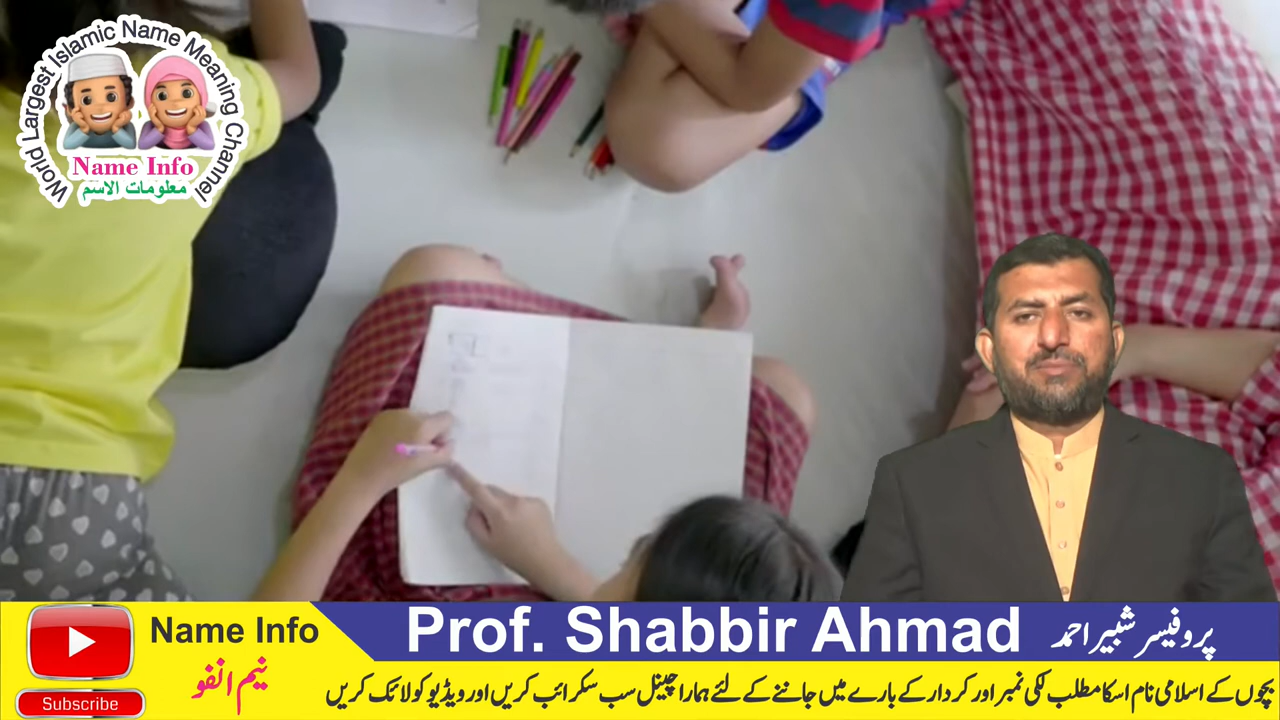 World Largest Islamic Name Meaning Channel
Name Info
معلومات الاسم
Name Info
نیم انفو
Subscribe
Prof. Shabbir Ahmad پروفیسر شبیر احمد
بچوں کے اسلامی نام اسکا مطلب لکی نمبر اور کردار کے بارے میں جاننے کے لئے ہمارا چینل سب سکرائب کریں اور ویڈیو کو لائک کریں